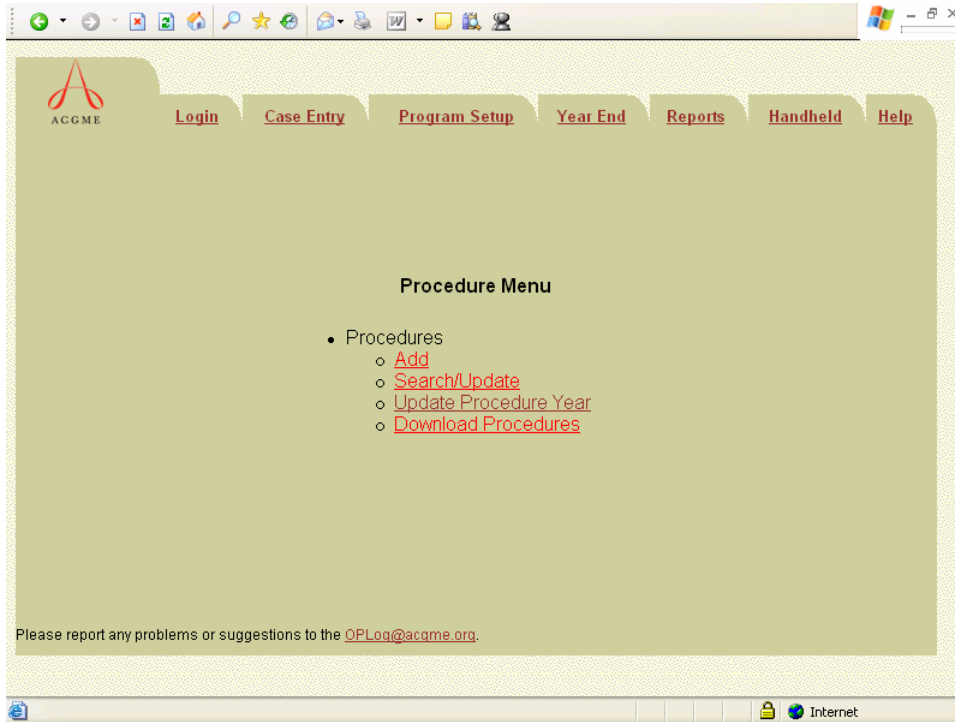 ACGME
Login Case Entry Program Setup Year End Reports Handheld Help
Procedure Menu
Procedures
Add
Search/Update
Update Procedure Year
Download Procedures
Please report any problems or suggestions to the OPLog@acgme.org.
Internet